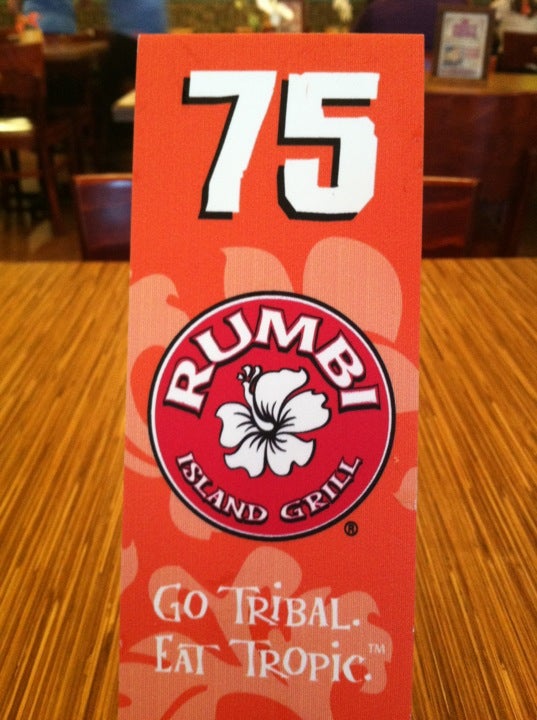 75
RUMBI
ISLAND GRILL
®
GO TRIBAL.
EAT TROPIC.™